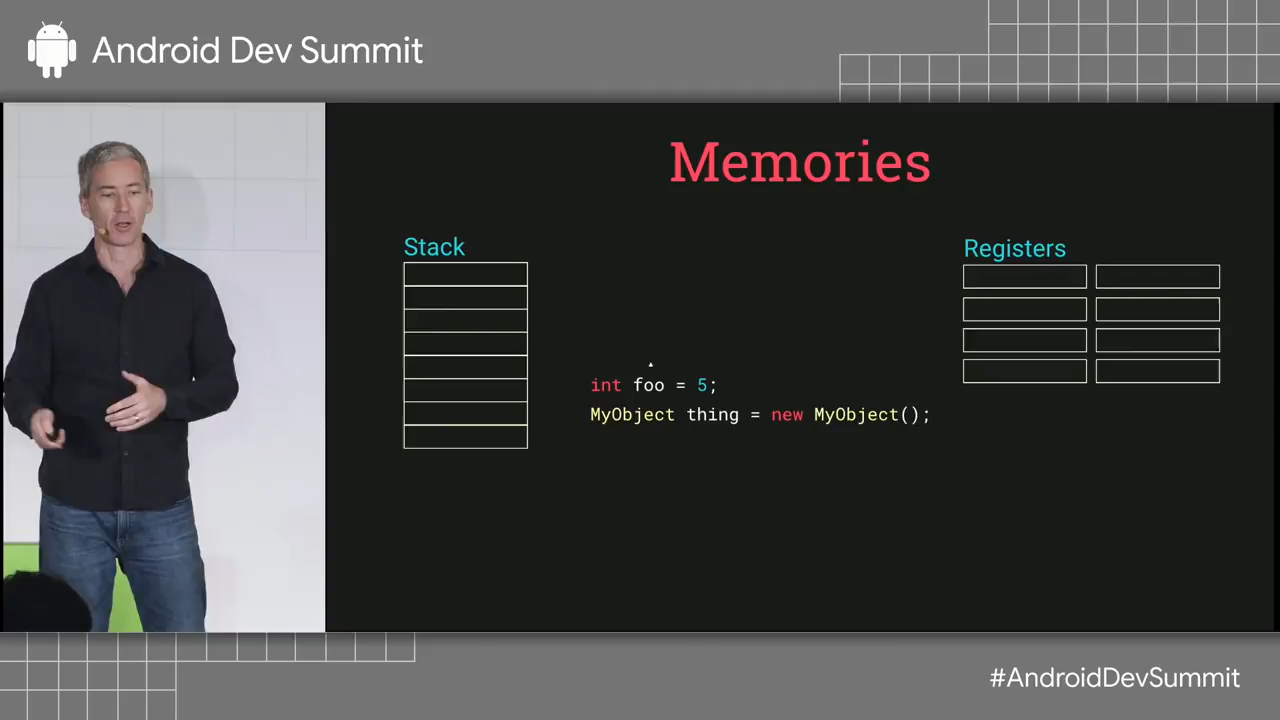 Android Dev Summit
Memories
Stack
Registers
int foo = 5;
MyObject thing = new MyObject();
#AndroidDevSummit